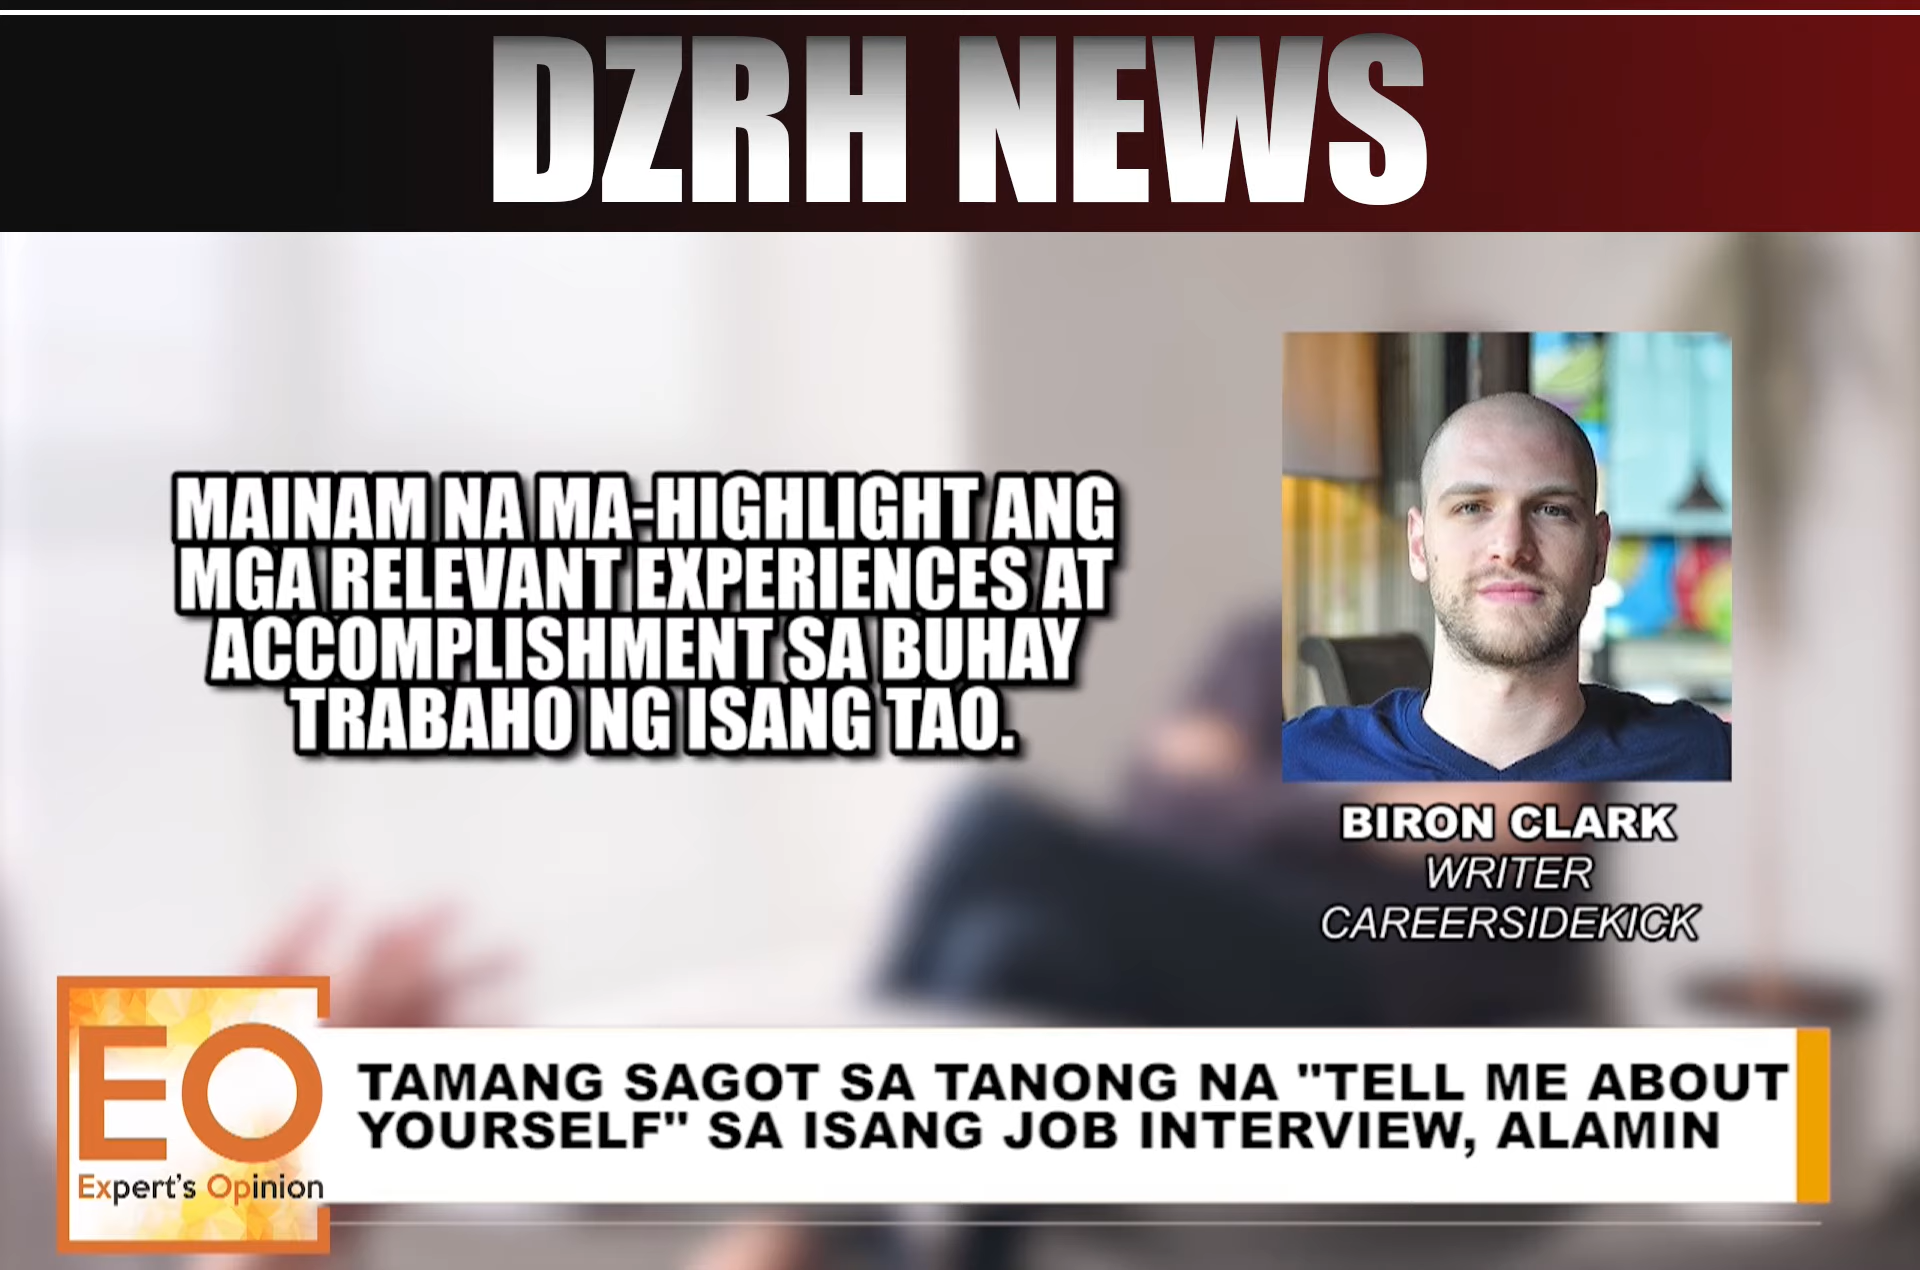 DZRH NEWS
MAINAM NA MA-HIGHLIGHT ANG
MGA RELEVANT EXPERIENCES AT
ACCOMPLISHMENT SA BUHAY
TRABAHO NG ISANG TAO.
BIRON CLARK
WRITER
CAREERSIDEKICK
EO
Expert's Opinion
TAMANG SAGOT SA TANONG NA "TELL ME ABOUT
YOURSELF" SA ISANG JOB INTERVIEW, ALAMIN